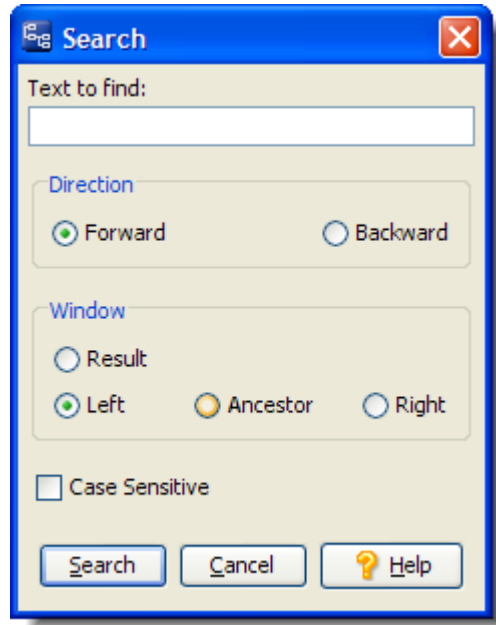 Search
Text to find:
Direction
Forward Backward
Window
Result
Left Ancestor Right
Case Sensitive
Search Cancel Help